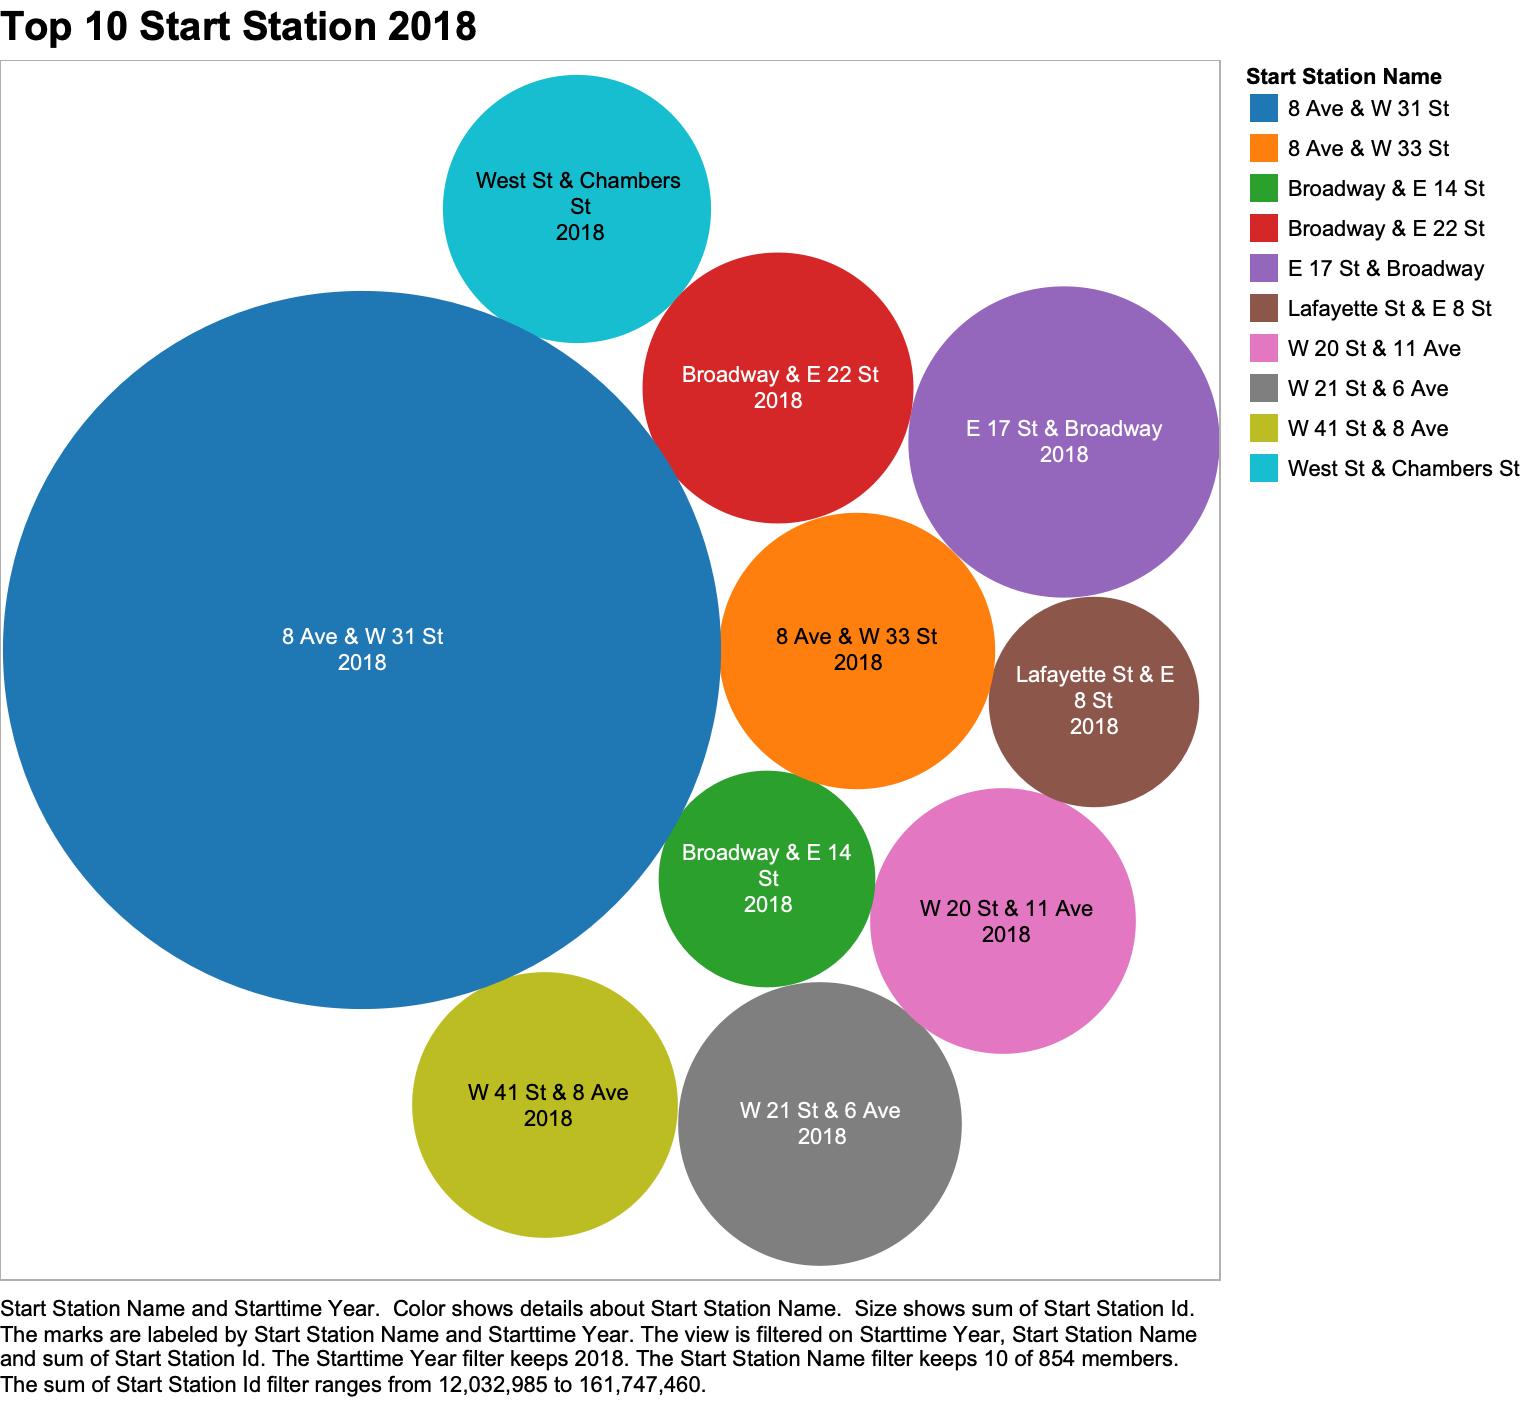 Top 10 Start Station 2018
Start Station Name
8 Ave & W 31 St
8 Ave & W 33 St
Broadway & E 14 St
Broadway & E 22 St
E 17 St & Broadway
Lafayette St & E 8 St
W 20 St & 11 Ave
W 21 St & 6 Ave
W 41 St & 8 Ave
West St & Chambers St
West St & Chambers
St
2018
Broadway & E 22 St
2018
E 17 St & Broadway
2018
8 Ave & W 31 St
2018
8 Ave & W 33 St
2018
Lafayette St & E
8 St
2018
Broadway & E 14
St
2018
W 20 St & 11 Ave
2018
W 41 St & 8 Ave
2018
W 21 St & 6 Ave
2018
Start Station Name and Starttime Year.  Color shows details about Start Station Name.  Size shows sum of Start Station Id.
The marks are labeled by Start Station Name and Starttime Year. The view is filtered on Starttime Year, Start Station Name
and sum of Start Station Id. The Starttime Year filter keeps 2018. The Start Station Name filter keeps 10 of 854 members.
The sum of Start Station Id filter ranges from 12,032,985 to 161,747,460.